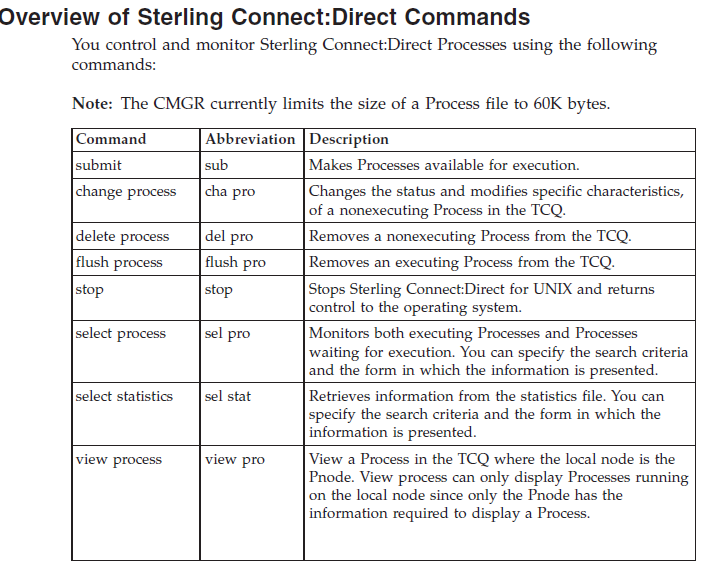 Overview of Sterling Connect:Direct Commands
You control and monitor Sterling Connect:Direct Processes using the following
commands:
Note: The CMGR currently limits the size of a Process file to 60K bytes.
Command Abbreviation Description
submit sub Makes Processes available for execution.
change process cha pro Changes the status and modifies specific characteristics,
of a nonexecuting Process in the TCQ.
delete process del pro Removes a nonexecuting Process from the TCQ.
flush process flush pro Removes an executing Process from the TCQ.
stop stop Stops Sterling Connect:Direct for UNIX and returns
control to the operating system.
select process sel pro Monitors both executing Processes and Processes
waiting for execution. You can specify the search criteria
and the form in which the information is presented.
select statistics sel stat Retrieves information from the statistics file. You can
specify the search criteria and the form in which the
information is presented.
view process view pro View a Process in the TCQ where the local node is the
Pnode. View process can only display Processes running
on the local node since only the Pnode has the
information required to display a Process.